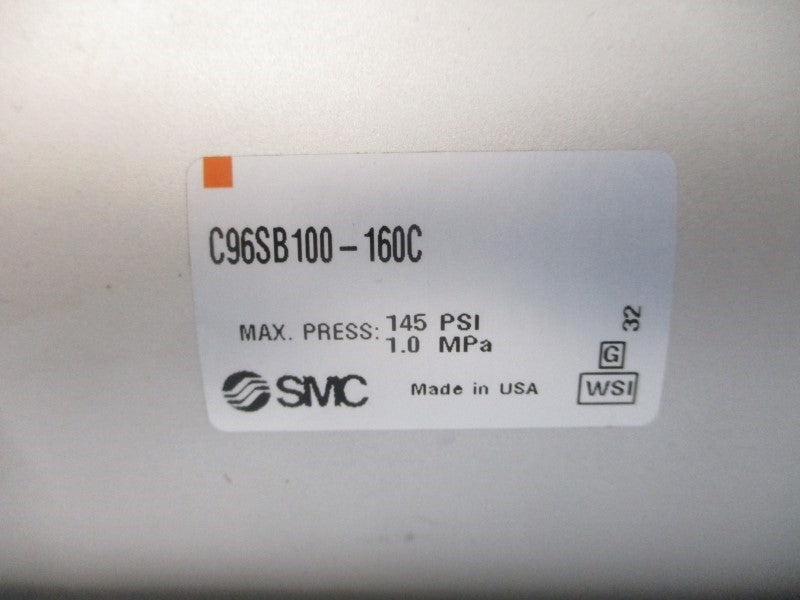 C96SB100-160C
MAX. PRESS: 145 PSI
1.0 MPa
32
G
SMC Made in USA WSI